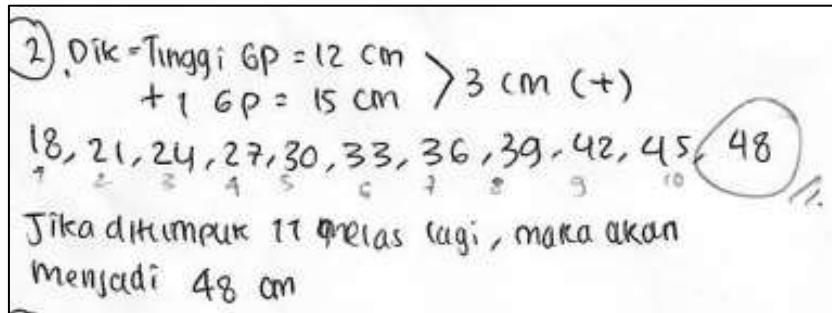 2) Dik = Tinggi GP = 12 cm
+ 1 GP = 15 cm > 3 cm (+)
18, 21, 24, 27, 30, 33, 36, 39, 42, 45, 48
1 2 3 4 5 6 7 8 9 10
Jika ditumpuk 11 gelas lagi, maka akan
menjadi 48 cm